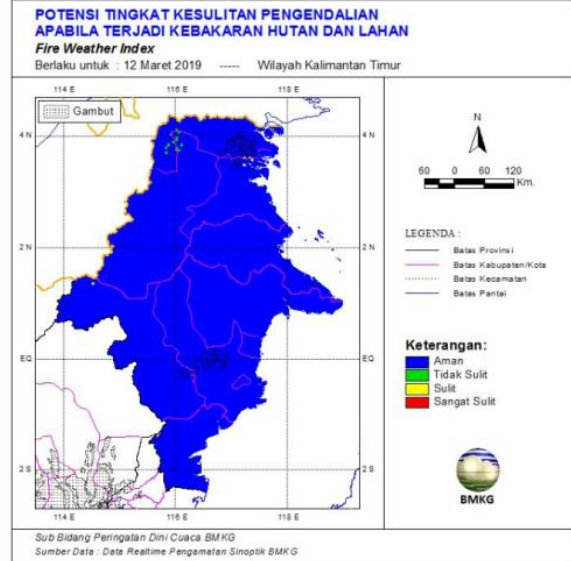 POTENSI TINGKAT KESULITAN PENGENDALIAN
APABILA TERJADI KEBAKARAN HUTAN DAN LAHAN
Fire Weather Index
Berlaku untuk : 12 Maret 2019 ----- Wilayah Kalimantan Timur
114 E 116 E 118 E
Gambut
4 N 4 N
2 N 2 N
EQ EQ
2 S 2 S
114 E 116 E 118 E
N
60 0 60 120
Km.
LEGENDA :
Batas Provinsi
Batas Kabupaten/Kota
Batas Kecamatan
Batas Pantai
Keterangan:
Aman
Tidak Sulit
Sulit
Sangat Sulit
BMKG
Sub Bidang Peringatan Dini Cuaca BMKG
Sumber Data : Data Realtime Pengamatan Sinoptik BMKG